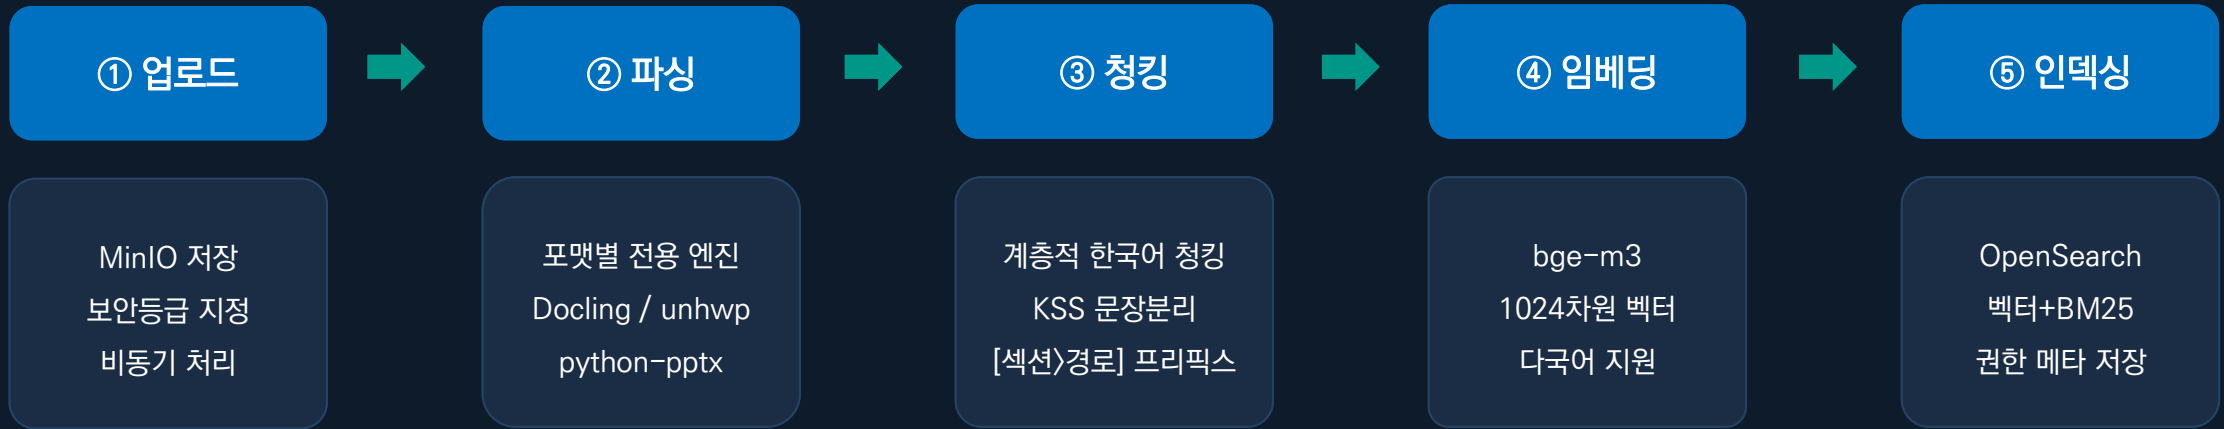 ① 업로드
② 파싱
③ 청킹
④ 임베딩
⑤ 인덱싱
MinIO 저장
보안등급 지정
비동기 처리
포맷별 전용 엔진
Docling / unhwp
python-pptx
계층적 한국어 청킹
KSS 문장분리
[섹션>경로] 프리픽스
bge-m3
1024차원 벡터
다국어 지원
OpenSearch
벡터+BM25
권한 메타 저장